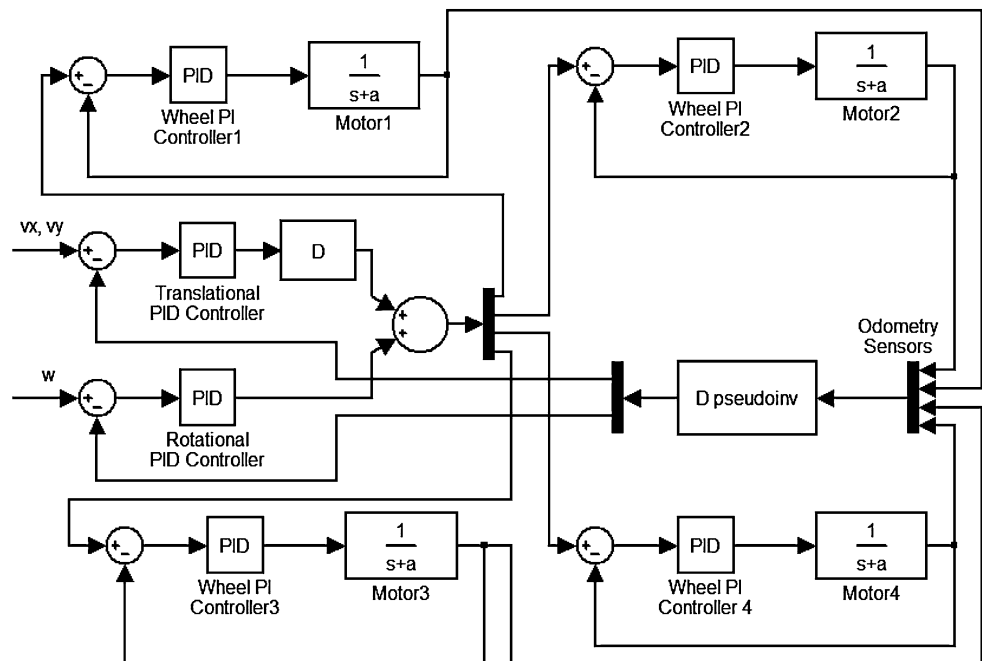 +
-
PID
Wheel PI
Controller1
1
s+a
Motor1
+
-
PID
Wheel PI
Controller2
1
s+a
Motor2
vx, vy
+
-
PID
Translational
PID Controller
D
+
+
w
+
-
PID
Rotational
PID Controller
D pseudoinv
Odometry
Sensors
+
-
PID
Wheel PI
Controller3
1
s+a
Motor3
+
-
PID
Wheel PI
Controller 4
1
s+a
Motor4